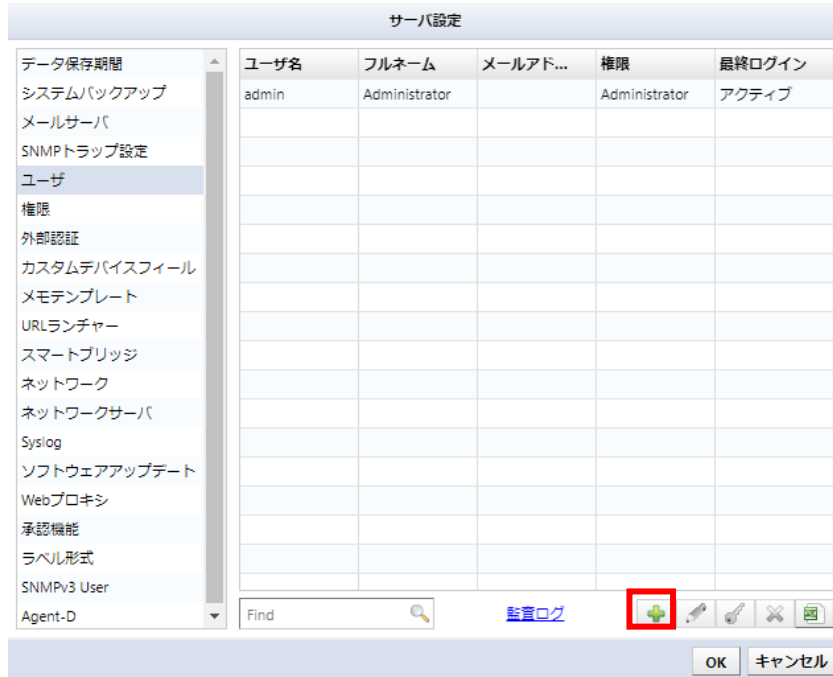 サーバ設定
データ保存期間
システムバックアップ
メールサーバ
SNMPトラップ設定
ユーザ
権限
外部認証
カスタムデバイスフィール
メモテンプレート
URLランチャー
スマートブリッジ
ネットワーク
ネットワークサーバ
Syslog
ソフトウェアアップデート
Webプロキシ
承認機能
ラベル形式
SNMPv3 User
Agent-D
ユーザ名 フルネーム メールアド... 権限 最終ログイン
admin Administrator Administrator アクティブ
Find 監査ログ
OK キャンセル